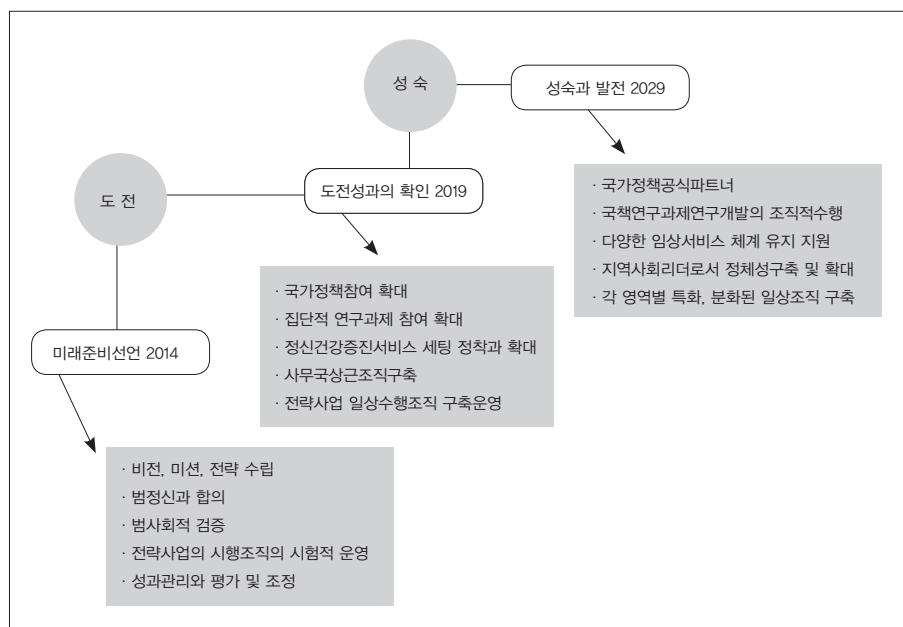 성 숙
성숙과 발전 2029
· 국가정책공식파트너
· 국책연구과제연구개발의 조직적수행
· 다양한 임상서비스 체계 유지 지원
· 지역사회리더로서 정체성구축 및 확대
· 각 영역별 특화, 분화된 일상조직 구축
도 전
도전성과의 확인 2019
· 국가정책참여 확대
· 집단적 연구과제 참여 확대
· 정신건강증진서비스 세팅 정착과 확대
· 사무국상근조직구축
· 전략사업 일상수행조직 구축운영
미래준비선언 2014
· 비전, 미션, 전략 수립
· 범정신과 합의
· 범사회적 검증
· 전략사업의 시행조직의 시험적 운영
· 성과관리와 평가 및 조정